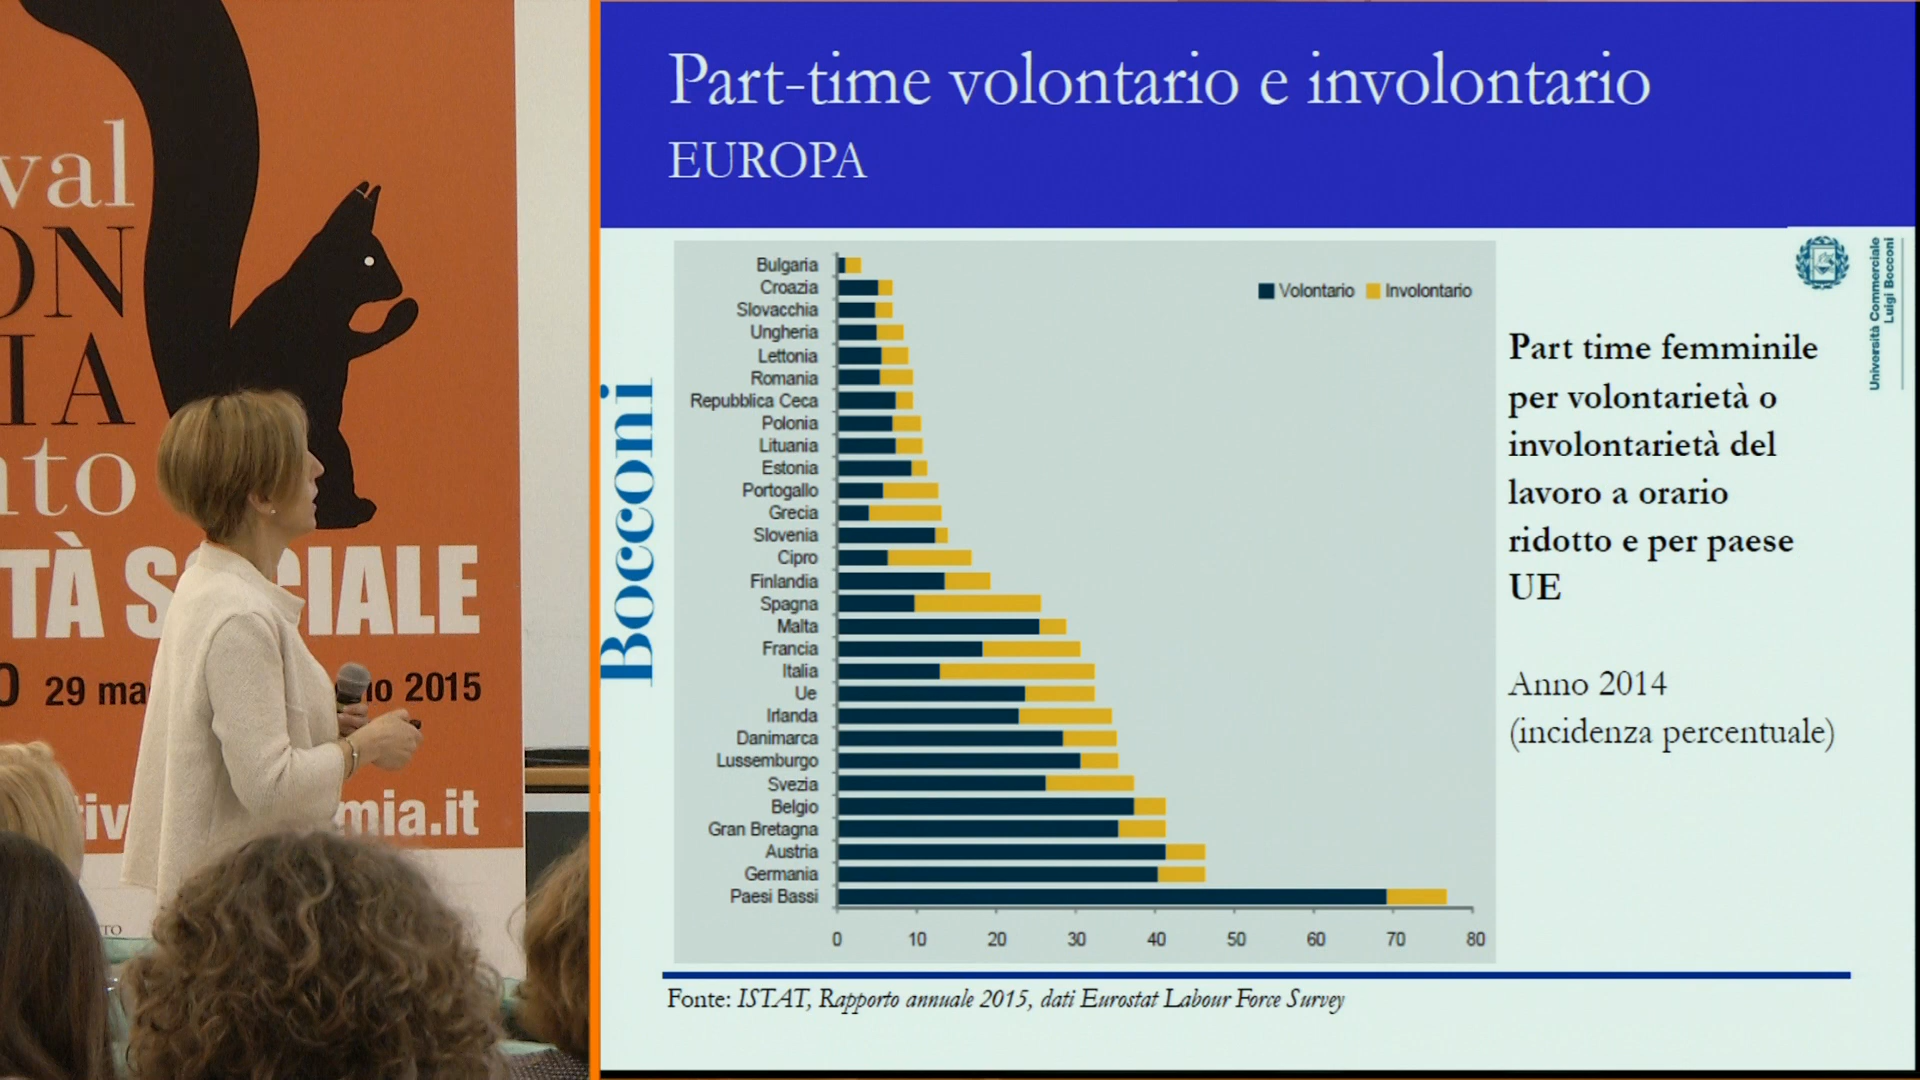 val
ON
IA
nto
TÀ S CIALE
O 29 ma o 2015
tiv mia.it
TO
Part-time volontario e involontario
EUROPA
Bocconi
Università Commerciale
Luigi Bocconi
Volontario Involontario
Bulgaria
Croazia
Slovacchia
Ungheria
Lettonia
Romania
Repubblica Ceca
Polonia
Lituania
Estonia
Portogallo
Grecia
Slovenia
Cipro
Finlandia
Spagna
Malta
Francia
Italia
Ue
Irlanda
Danimarca
Lussemburgo
Svezia
Belgio
Gran Bretagna
Austria
Germania
Paesi Bassi
0 10 20 30 40 50 60 70 80
Part time femminile
per volontarietà o
involontarietà del
lavoro a orario
ridotto e per paese
UE
Anno 2014
(incidenza percentuale)
Fonte: ISTAT, Rapporto annuale 2015, dati Eurostat Labour Force Survey